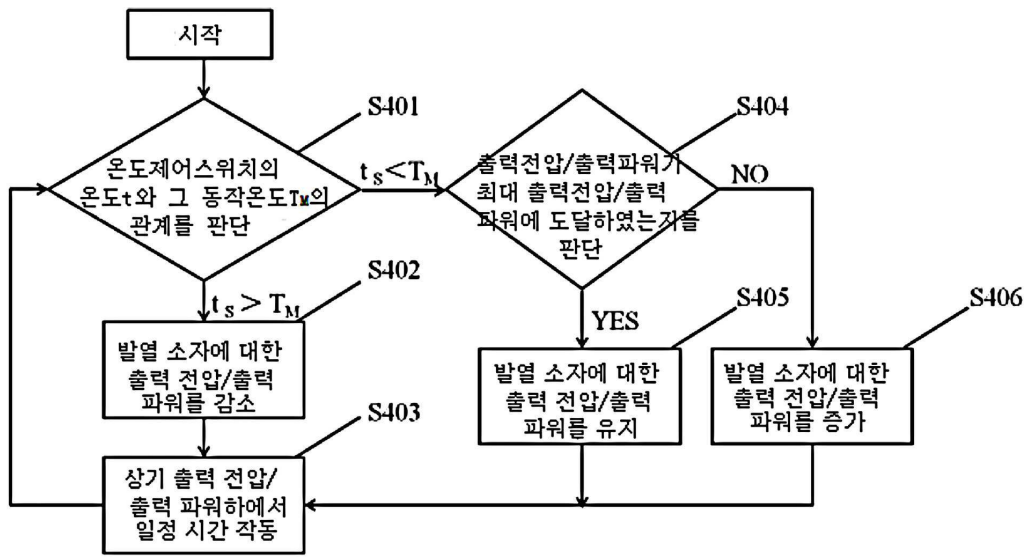 시작
S401
온도제어스위치의
온도t와 그 동작온도TM의
관계를 판단
tS<TM
S404
출력전압/출력파워가
최대 출력전압/출력
파워에 도달하였는지를
판단
NO
tS>TM
S402
발열 소자에 대한
출력 전압/출력
파워를 감소
YES
S405
발열 소자에 대한
출력 전압/출력
파워를 유지
S406
발열 소자에 대한
출력 전압/출력
파워를 증가
S403
상기 출력 전압/
출력 파워하에서
일정 시간 작동